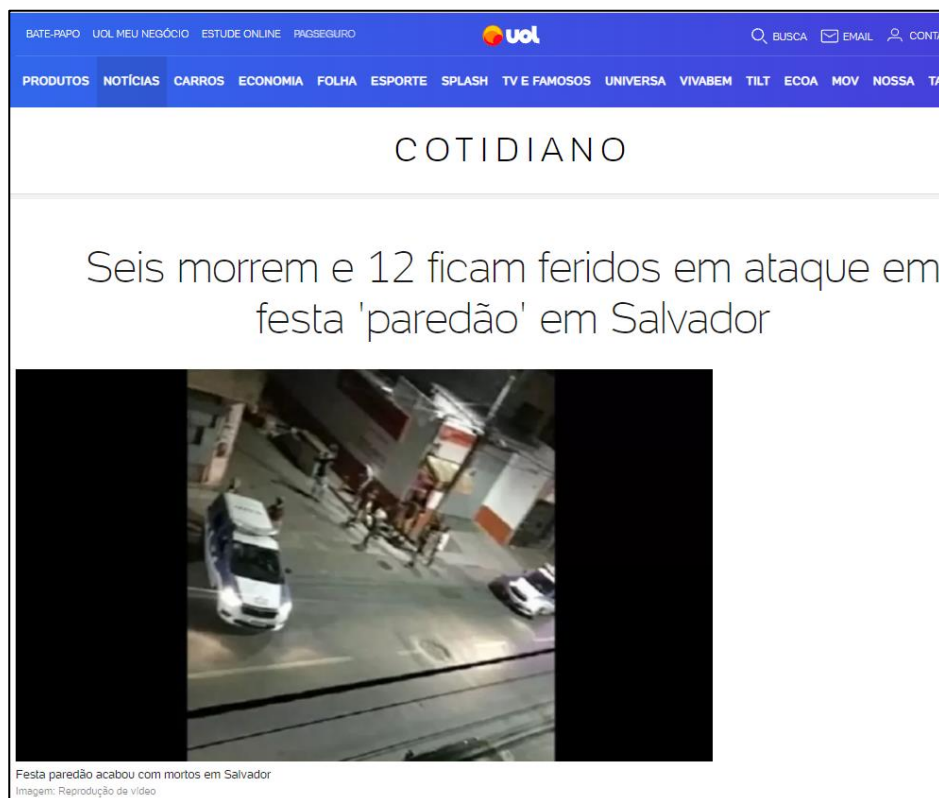 BATE-PAPO UOL MEU NEGÓCIO ESTUDE ONLINE PAGSEGURO uol BUSCA EMAIL CONTA
PRODUTOS NOTÍCIAS CARROS ECONOMIA FOLHA ESPORTE SPLASH TV E FAMOSOS UNIVERSA VIVABEM TILT ECOA MOV NOSSA TA
COTIDIANO
Seis morrem e 12 ficam feridos em ataque em
festa 'paredão' em Salvador
Festa paredão acabou com mortos em Salvador
Imagem: Reprodução de vídeo